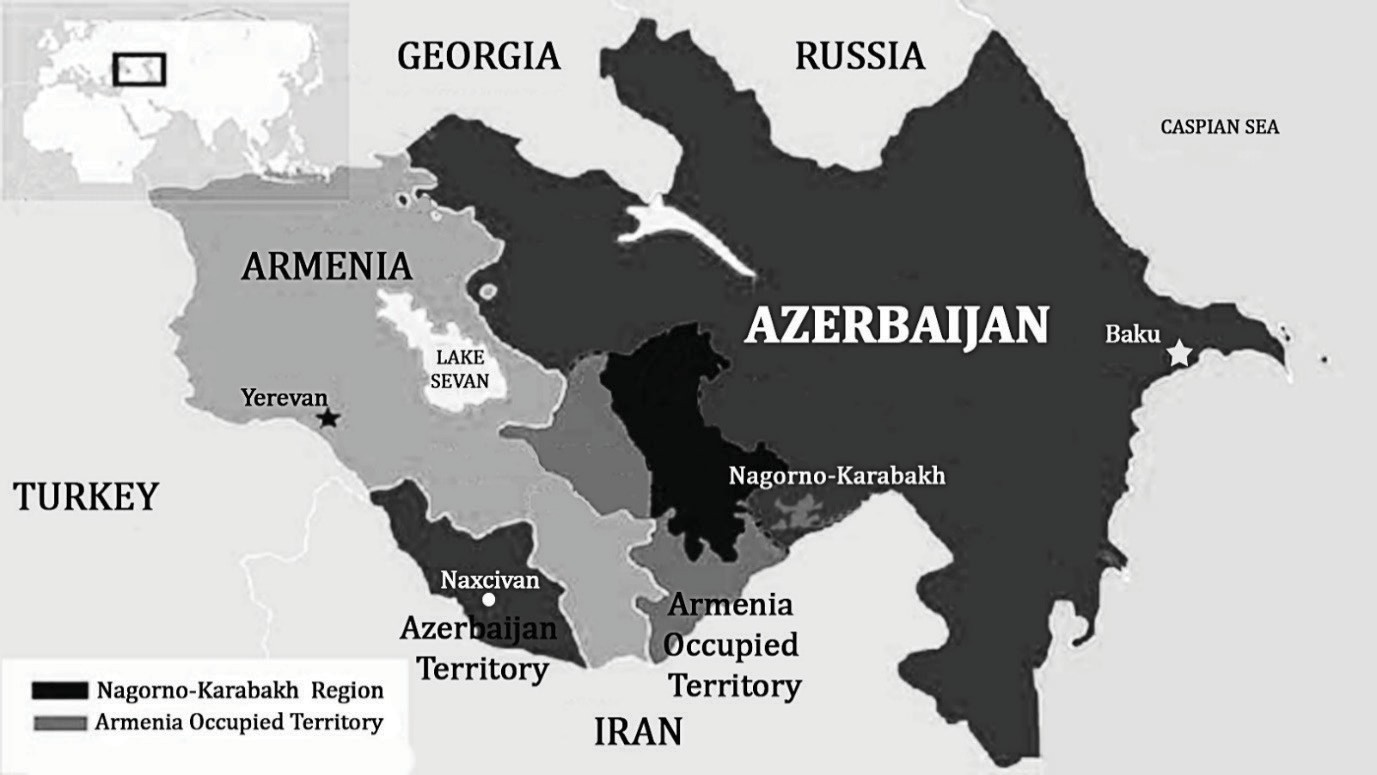 GEORGIA
RUSSIA
CASPIAN SEA
ARMENIA
AZERBAIJAN
Baku
LAKE
SEVAN
Yerevan
Nagorno-Karabakh
TURKEY
Naxcivan
Azerbaijan
Territory
Armenia
Occupied
Territory
IRAN
Nagorno-Karabakh Region
Armenia Occupied Territory